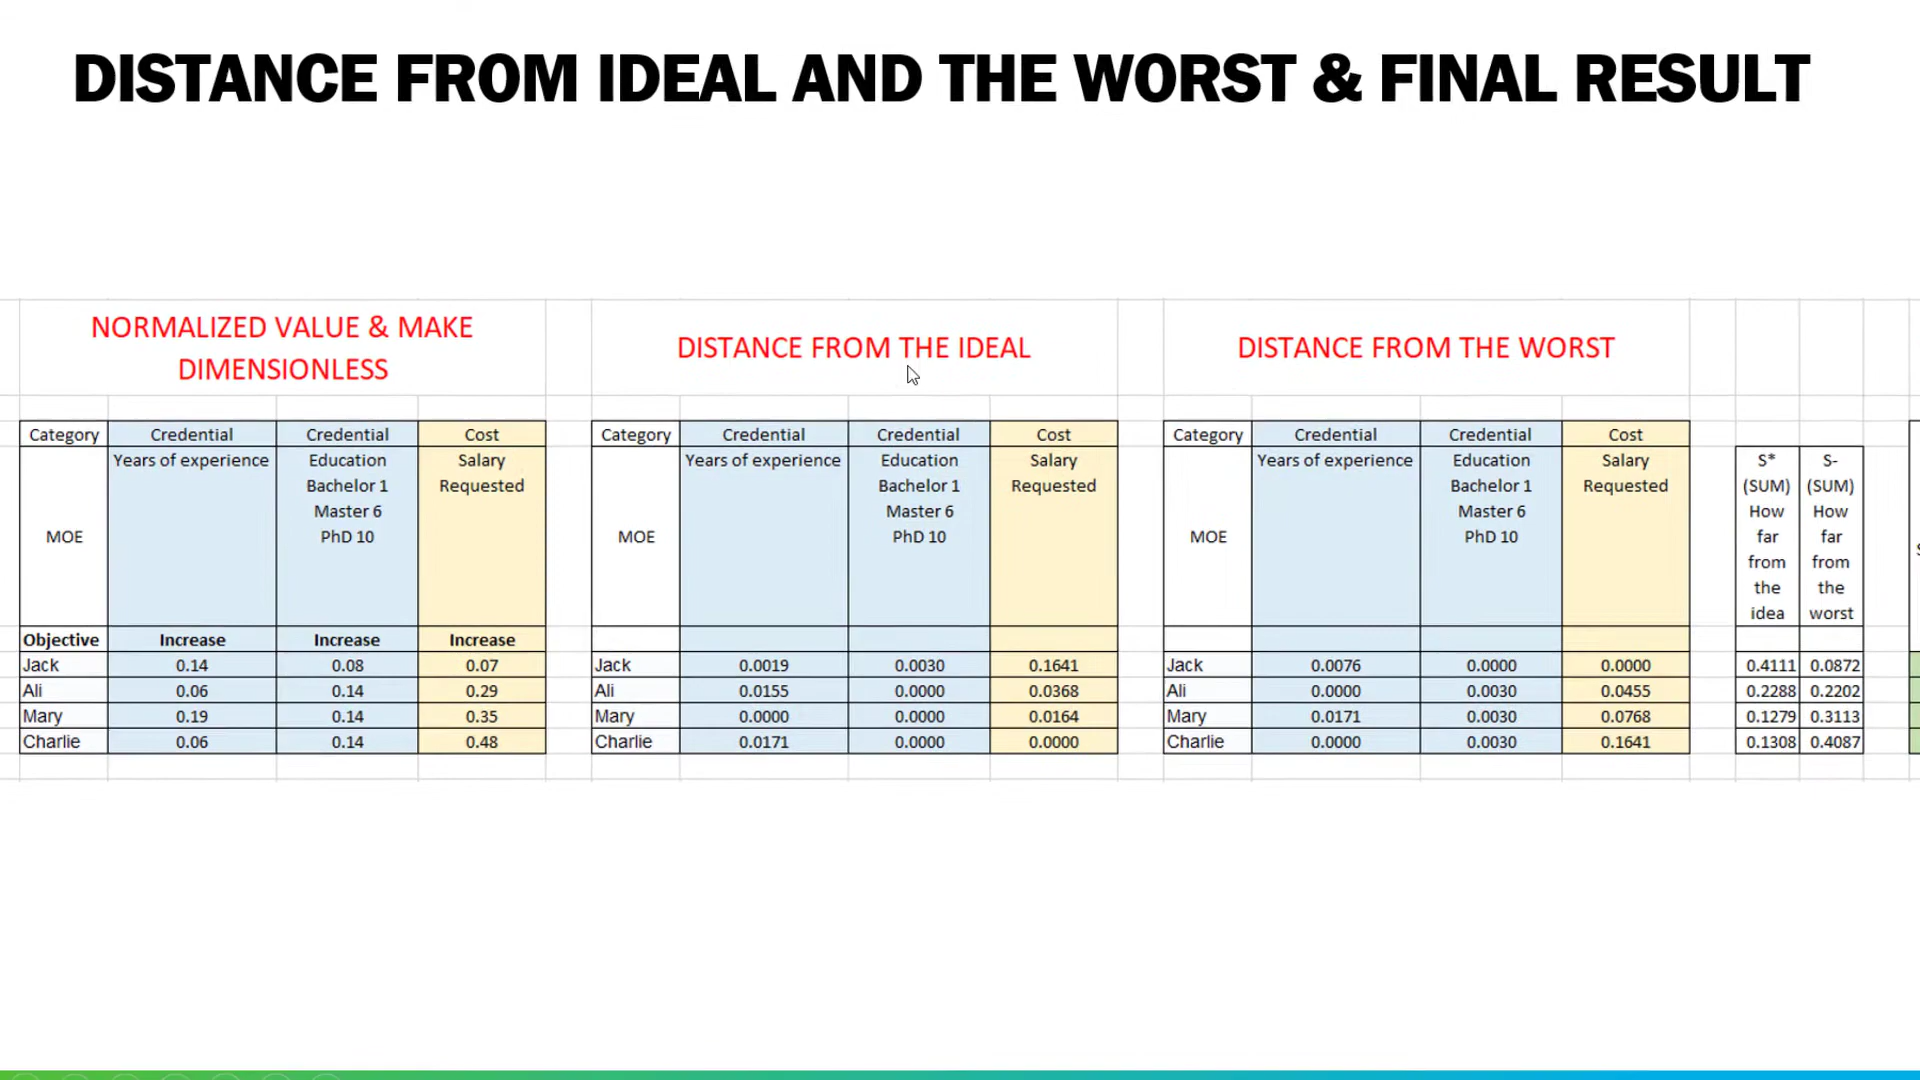 DISTANCE FROM IDEAL AND THE WORST & FINAL RESULT
NORMALIZED VALUE & MAKE
DIMENSIONLESS
Category Credential Credential Cost
MOE Years of experience Education Salary
Bachelor 1 Requested
Master 6
PhD 10
Objective Increase Increase Increase
Jack 0.14 0.08 0.07
Ali 0.06 0.14 0.29
Mary 0.19 0.14 0.35
Charlie 0.06 0.14 0.48
DISTANCE FROM THE IDEAL
Category Credential Credential Cost
MOE Years of experience Education Salary
Bachelor 1 Requested
Master 6
PhD 10
Jack 0.0019 0.0030 0.1641
Ali 0.0155 0.0000 0.0368
Mary 0.0000 0.0000 0.0164
Charlie 0.0171 0.0000 0.0000
DISTANCE FROM THE WORST
Category Credential Credential Cost
MOE Years of experience Education Salary
Bachelor 1 Requested
Master 6
PhD 10
Jack 0.0076 0.0000 0.0000
Ali 0.0000 0.0030 0.0455
Mary 0.0171 0.0030 0.0768
Charlie 0.0000 0.0030 0.1641
S* S-
(SUM) (SUM)
How How
far far
from from
the the
idea worst
0.4111 0.0872
0.2288 0.2202
0.1279 0.3113
0.1308 0.4087